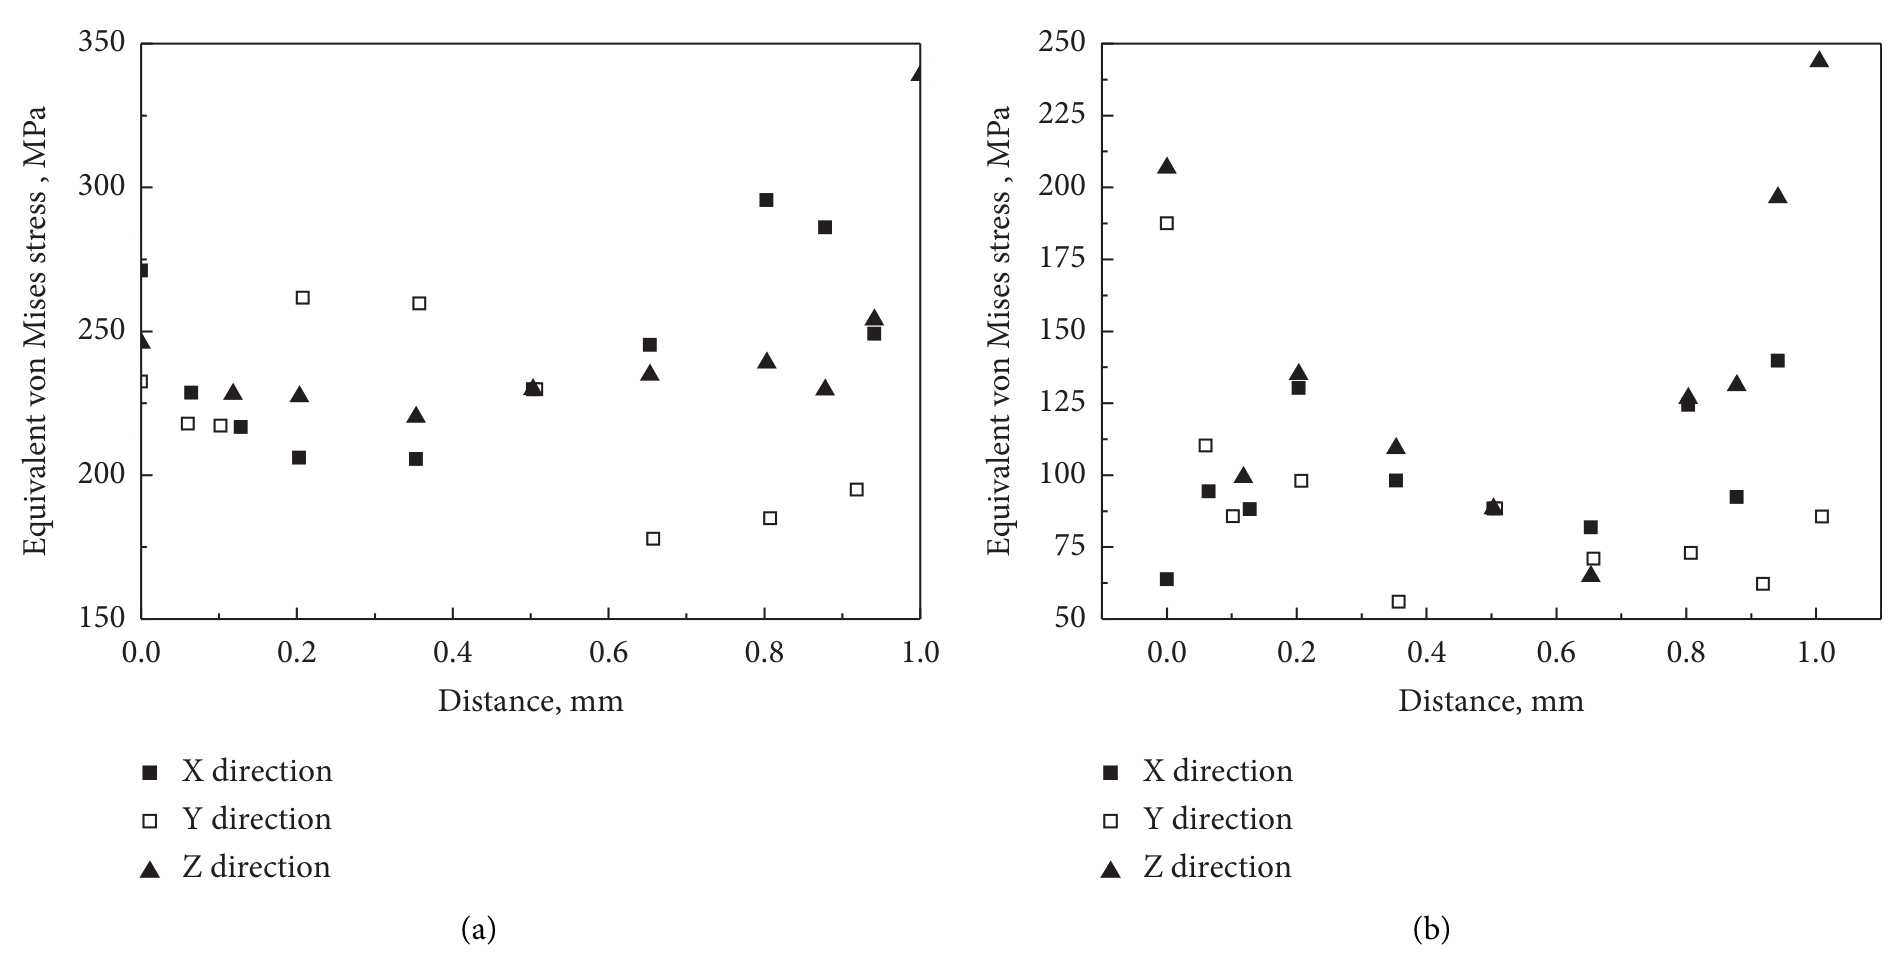 350
300
250
200
150
Equivalent von Mises stress , MPa
0.0 0.2 0.4 0.6 0.8 1.0
Distance, mm
X direction
Y direction
Z direction
(a)
250
225
200
175
150
125
100
75
50
Equivalent von Mises stress , MPa
0.0 0.2 0.4 0.6 0.8 1.0
Distance, mm
X direction
Y direction
Z direction
(b)